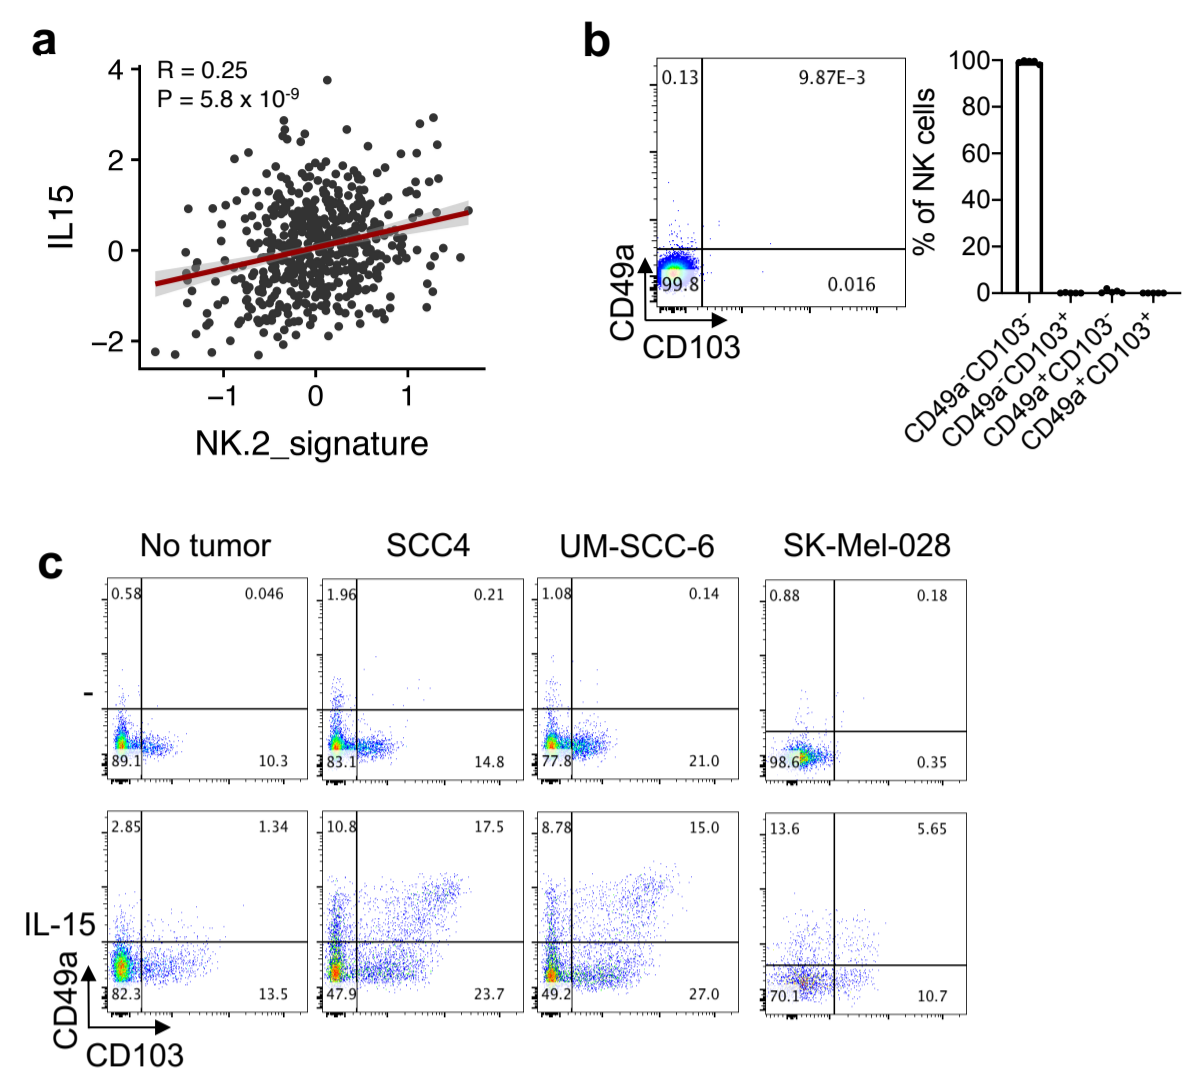 a
R = 0.25
P = 5.8 x 10⁻⁹
4
2
0
−2
IL15
−1
0
1
NK.2_signature
b
0.13
9.87E−3
99.8
0.016
CD49a
CD103
% of NK cells
100
80
60
40
20
0
CD49a⁻CD103⁻
CD49a⁻CD103⁺
CD49a⁺CD103⁻
CD49a⁺CD103⁺
c
No tumor
SCC4
UM-SCC-6
SK-Mel-028
-
0.58
0.046
89.1
10.3
1.96
0.21
83.1
14.8
1.08
0.14
77.8
21.0
0.88
0.18
98.6
0.35
IL-15
2.85
1.34
82.3
13.5
10.8
17.5
47.9
23.7
8.78
15.0
49.2
27.0
13.6
5.65
70.1
10.7
CD49a
CD103